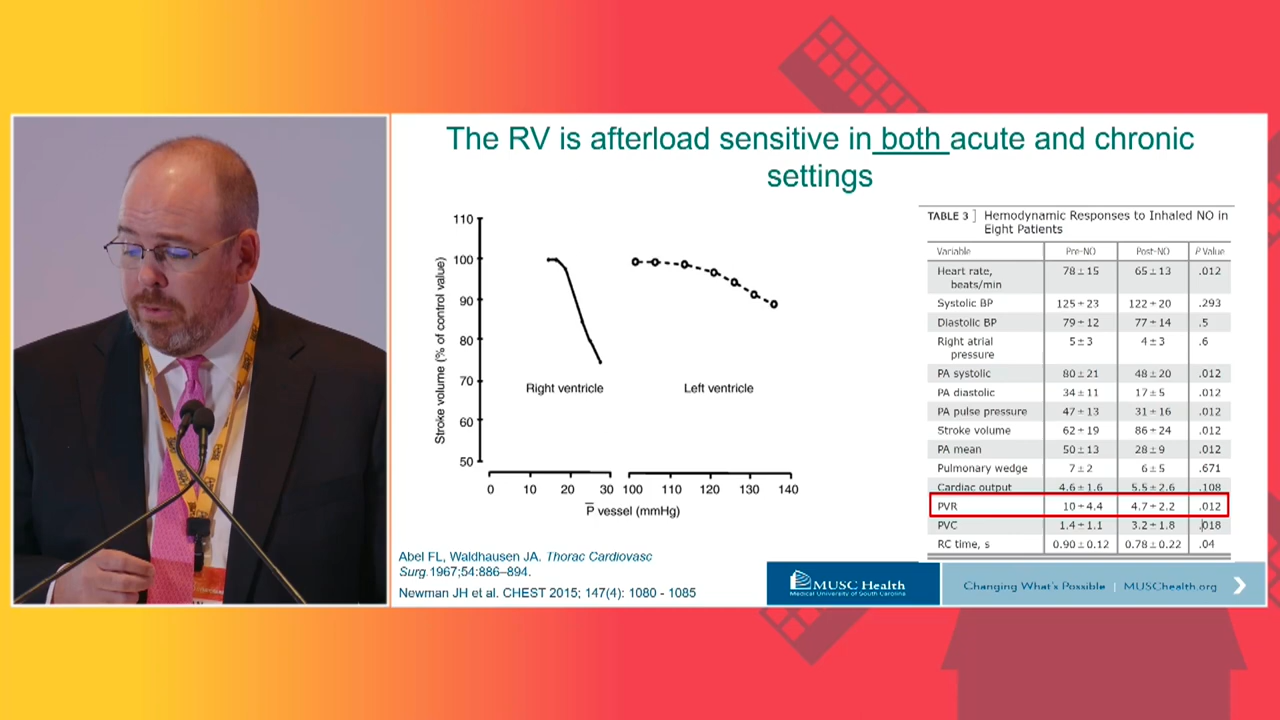 The RV is afterload sensitive in both acute and chronic
settings
110
100
90
80
70
60
50
Stroke volume (% of control value)
Right ventricle
Left ventricle
0 10 20 30 100 110 120 130 140
P̅ vessel (mmHg)
TABLE 3 ] Hemodynamic Responses to Inhaled NO in
Eight Patients
Variable Pre-NO Post-NO P Value
Heart rate, 78 ± 15 65 ± 13 .012
beats/min
Systolic BP 125 ± 23 122 ± 20 .293
Diastolic BP 79 ± 12 77 ± 14 .5
Right atrial 5 ± 3 4 ± 3 .6
pressure
PA systolic 80 ± 21 48 ± 20 .012
PA diastolic 34 ± 11 17 ± 5 .012
PA pulse pressure 47 ± 13 31 ± 16 .012
Stroke volume 62 ± 19 86 ± 24 .012
PA mean 50 ± 13 28 ± 9 .012
Pulmonary wedge 7 ± 2 6 ± 5 .671
Cardiac output 4.6 ± 1.6 5.5 ± 2.6 .108
PVR 10 ± 4.4 4.7 ± 2.2 .012
PVC 1.4 ± 1.1 3.2 ± 1.8 .018
RC time, s 0.90 ± 0.12 0.78 ± 0.22 .04
Abel FL, Waldhausen JA. Thorac Cardiovasc
Surg.1967;54:886–894.
Newman JH et al. CHEST 2015; 147(4): 1080 - 1085
MUSC Health
Medical University of South Carolina
Changing What's Possible | MUSChealth.org